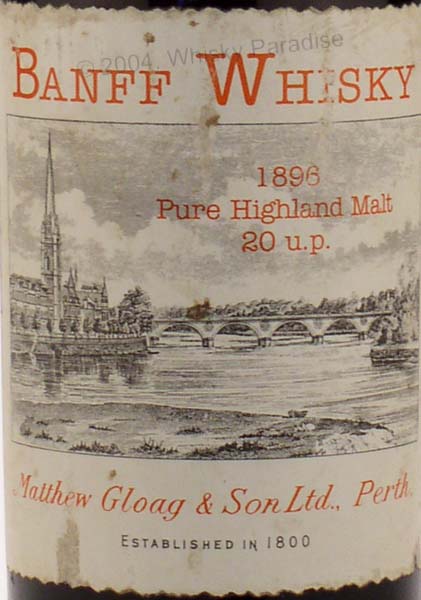 © 2004, Whisky Paradise
BANFF WHISKY
1896
Pure Highland Malt
20 u.p.
Matthew Gloag & Son Ltd., Perth.
ESTABLISHED IN 1800